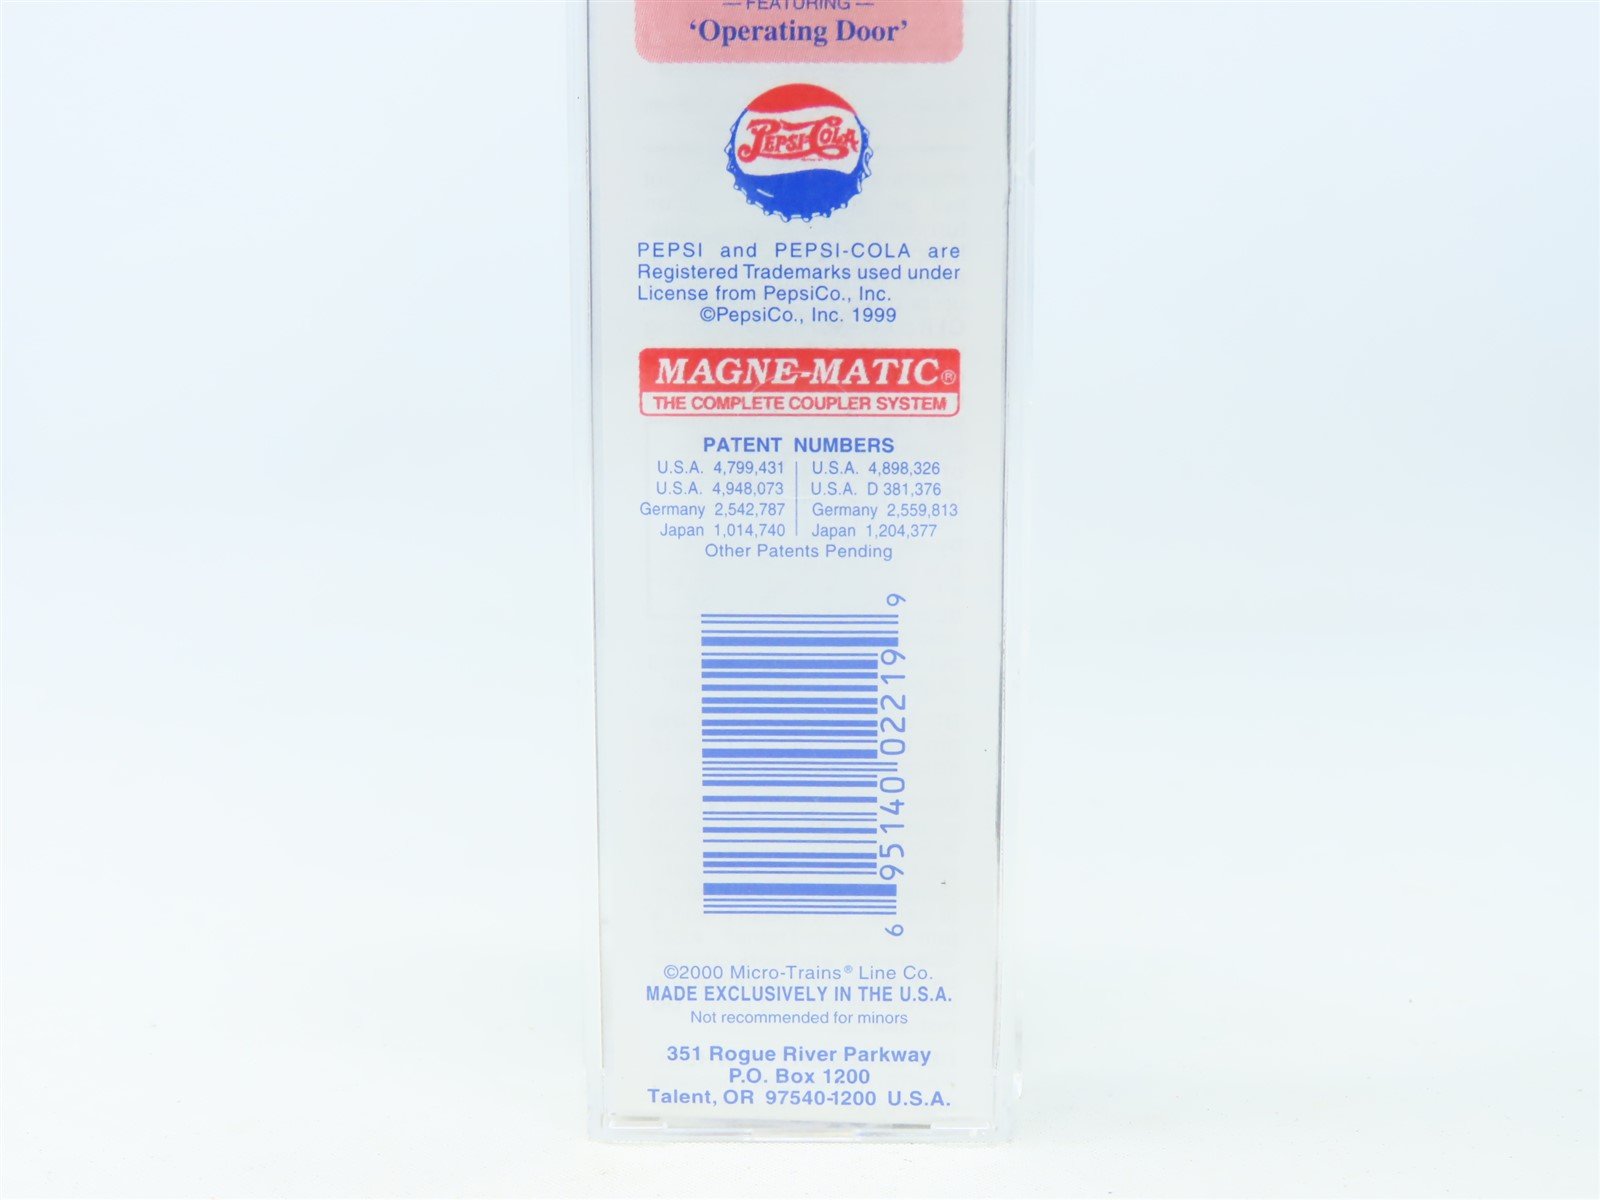 — FEATURING —
‘Operating Door’
PEPSI-COLA
PEPSI and PEPSI-COLA are
Registered Trademarks used under
License from PepsiCo., Inc.
©PepsiCo., Inc. 1999
MAGNE-MATIC®
THE COMPLETE COUPLER SYSTEM
PATENT NUMBERS
U.S.A. 4,799,431 | U.S.A. 4,898,326
U.S.A. 4,948,073 | U.S.A. D 381,376
Germany 2,542,787 | Germany 2,559,813
Japan 1,014,740 | Japan 1,204,377
Other Patents Pending
6 95140 02219 9
©2000 Micro-Trains® Line Co.
MADE EXCLUSIVELY IN THE U.S.A.
Not recommended for minors
351 Rogue River Parkway
P.O. Box 1200
Talent, OR 97540-1200 U.S.A.